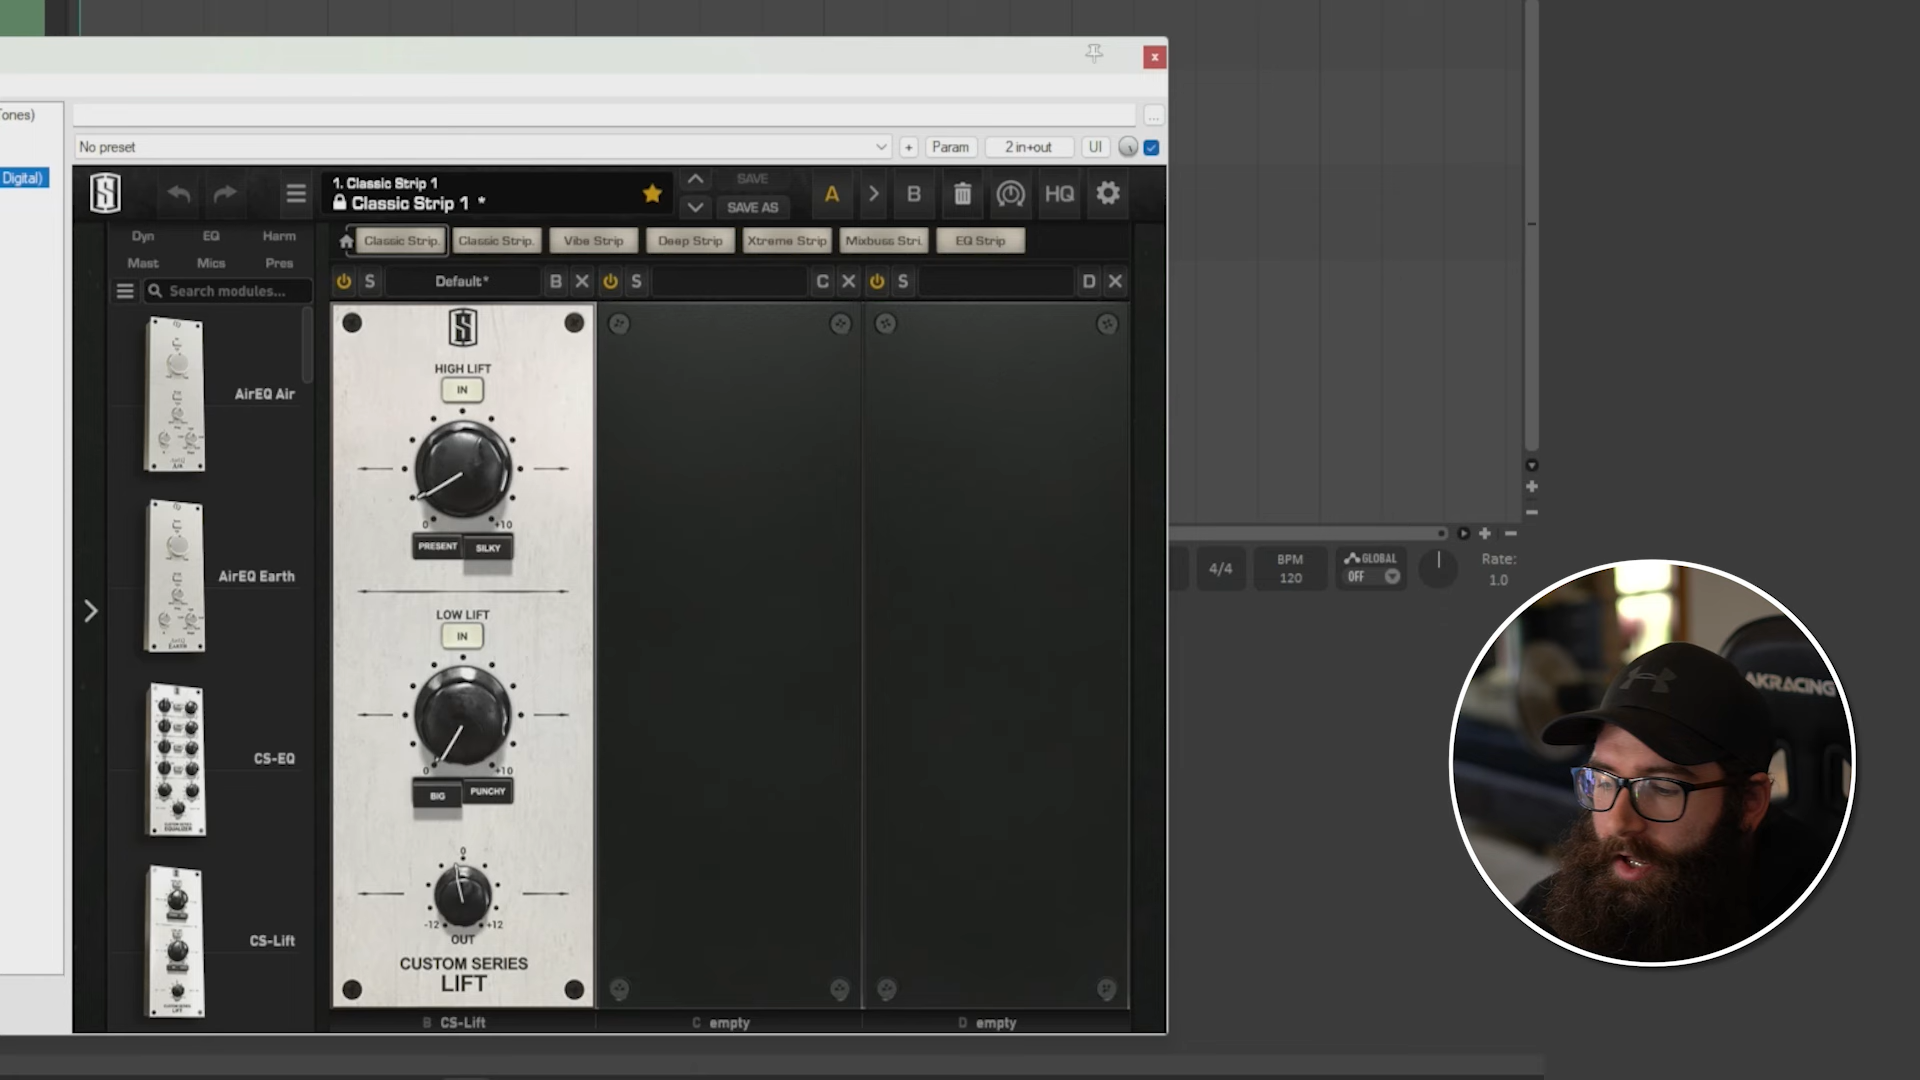 Tones)
...
No preset
+
Param
2 in+out
UI
Digital)
1. Classic Strip 1
Classic Strip 1 *
SAVE
SAVE AS
A
B
HQ
Dyn
EQ
Harm
Mast
Mics
Pres
Search modules...
Classic Strip.
Classic Strip.
Vibe Strip
Deep Strip
Xtreme Strip
Mixbuss Stri.
EQ Strip
S
Default*
B
X
S
C
X
S
D
X
AirEQ Air
AirEQ Earth
CS-EQ
CS-Lift
HIGH LIFT
IN
0
+10
PRESENT
SILKY
LOW LIFT
IN
0
+10
BIG
PUNCHY
0
-12
+12
OUT
CUSTOM SERIES
LIFT
B CS-Lift
C empty
D empty
4/4
BPM
120
GLOBAL
OFF
Rate:
1.0
AKRACING